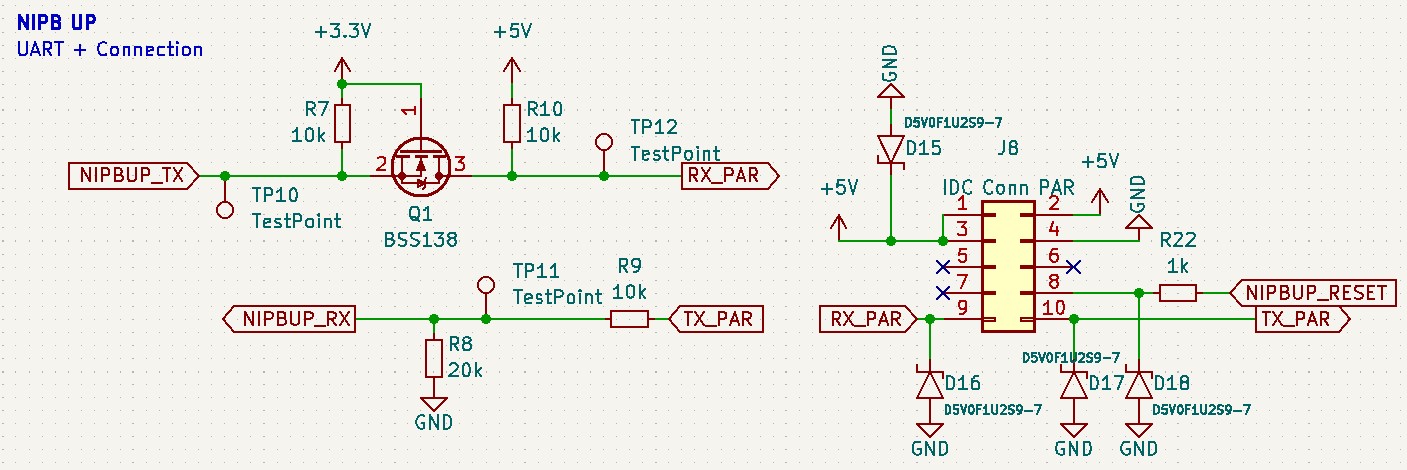 NIPB UP
UART + Connection
+3.3V
+5V
R7
10k
1
R10
10k
2
3
TP12
TestPoint
NIPBUP_TX
RX_PAR
TP10
TestPoint
Q1
BSS138
TP11
TestPoint
R9
10k
NIPBUP_RX
TX_PAR
R8
20k
GND
GND
D5V0F1U2S9-7
D15
J8
+5V
+5V
IDC Conn PAR
GND
1
2
3
4
5
6
7
8
9
10
R22
1k
NIPBUP_RESET
RX_PAR
TX_PAR
D5V0F1U2S9-7
D16
D17
D18
D5V0F1U2S9-7
D5V0F1U2S9-7
GND
GND
GND